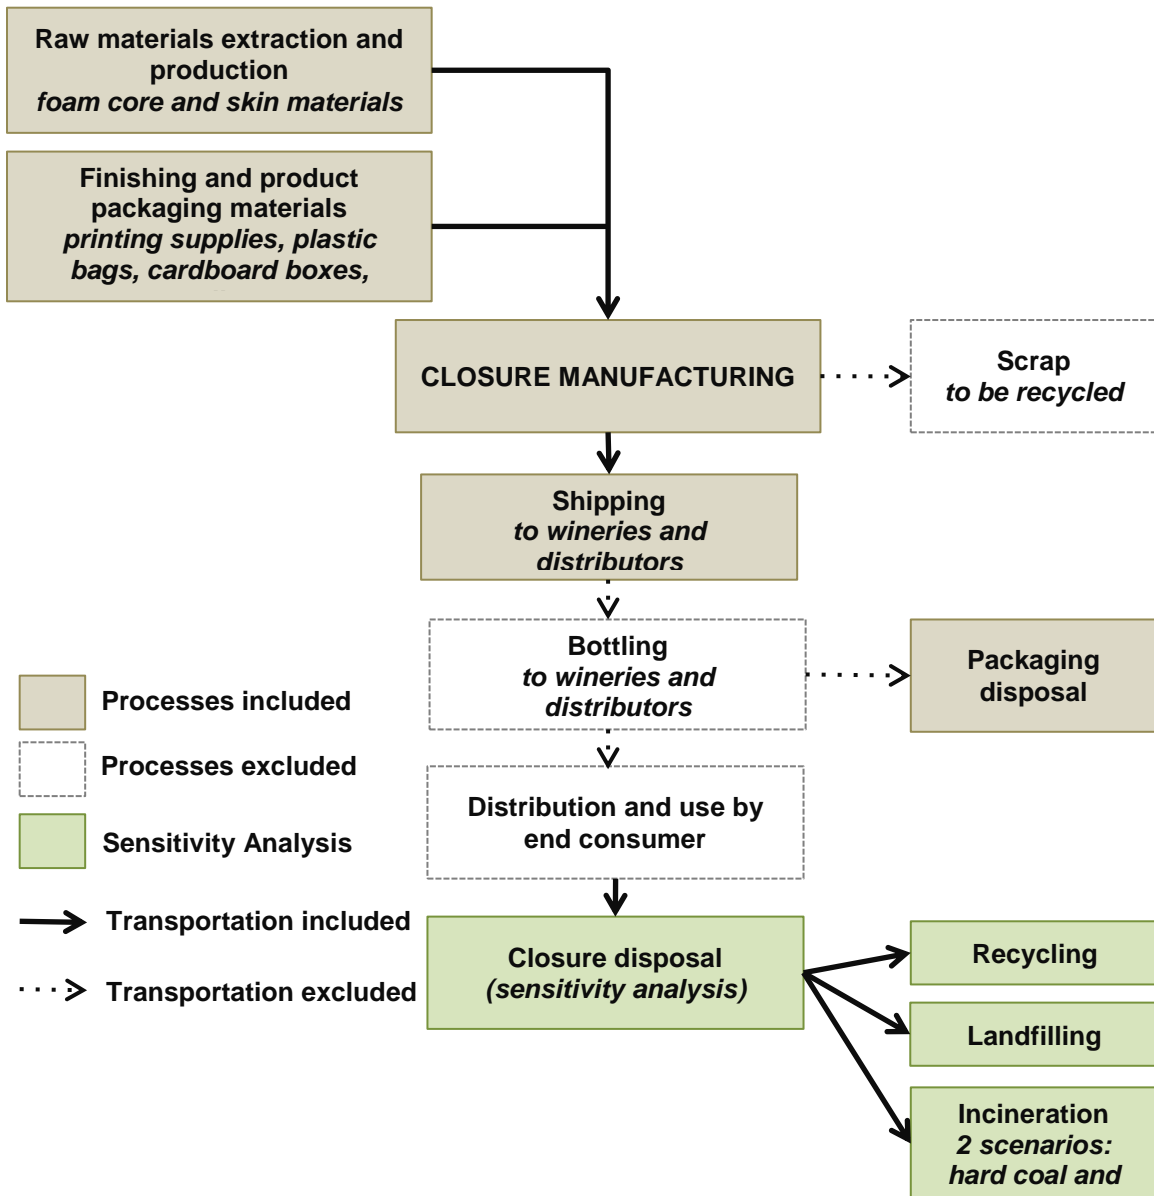 Raw materials extraction and
production
foam core and skin materials
Finishing and product
packaging materials
printing supplies, plastic
bags, cardboard boxes,
CLOSURE MANUFACTURING
Scrap
to be recycled
Shipping
to wineries and
distributors
Bottling
to wineries and
distributors
Packaging
disposal
Processes included
Processes excluded
Sensitivity Analysis
Transportation included
Transportation excluded
Distribution and use by
end consumer
Closure disposal
(sensitivity analysis)
Recycling
Landfilling
Incineration
2 scenarios:
hard coal and